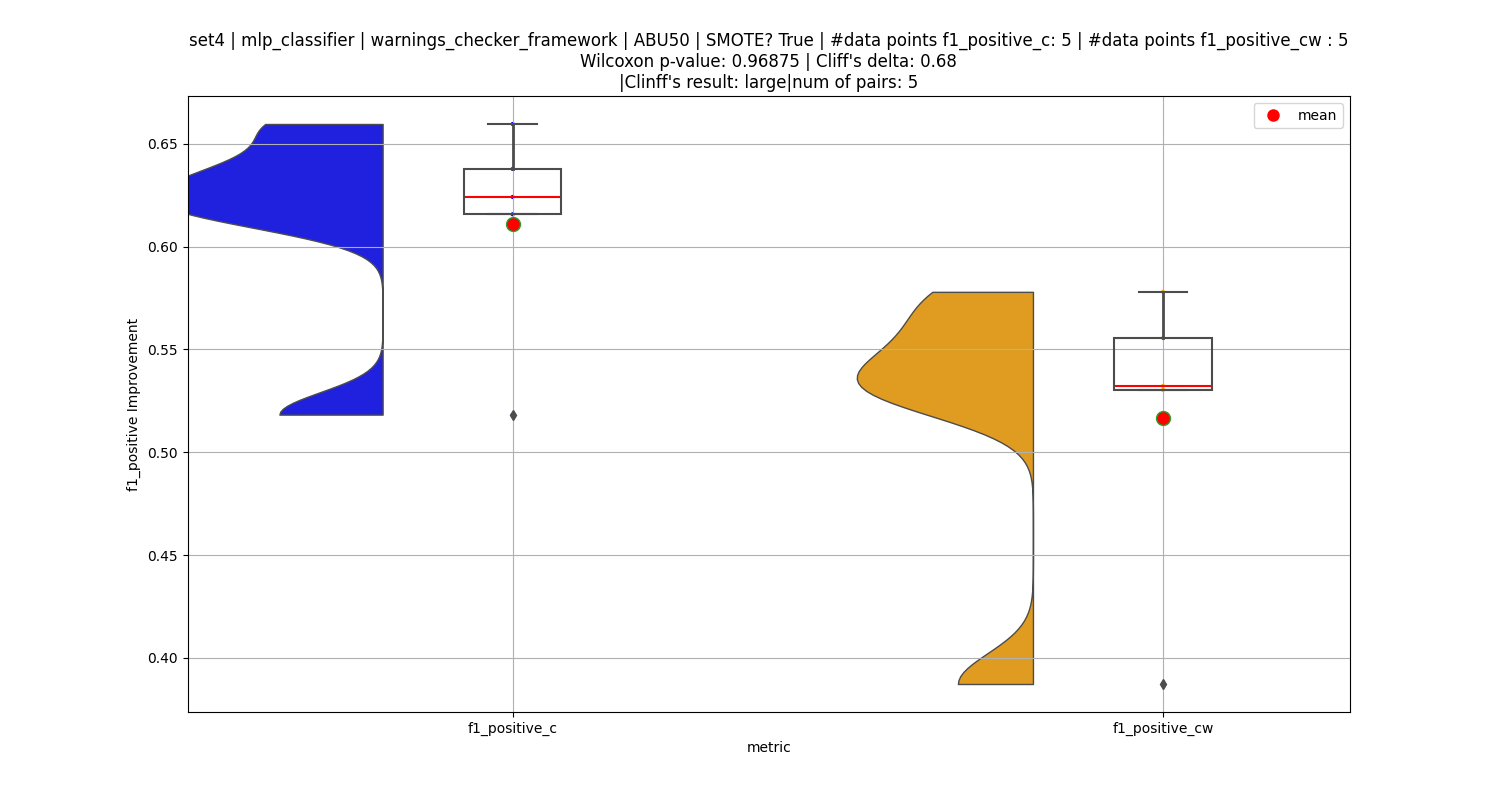 set4 | mlp_classifier | warnings_checker_framework | ABU50 | SMOTE? True | #data points f1_positive_c: 5 | #data points f1_positive_cw : 5
Wilcoxon p-value: 0.96875 | Cliff's delta: 0.68
|Clinff's result: large|num of pairs: 5
mean
0.65
0.60
0.55
0.50
0.45
0.40
f1_positive Improvement
f1_positive_c
f1_positive_cw
metric